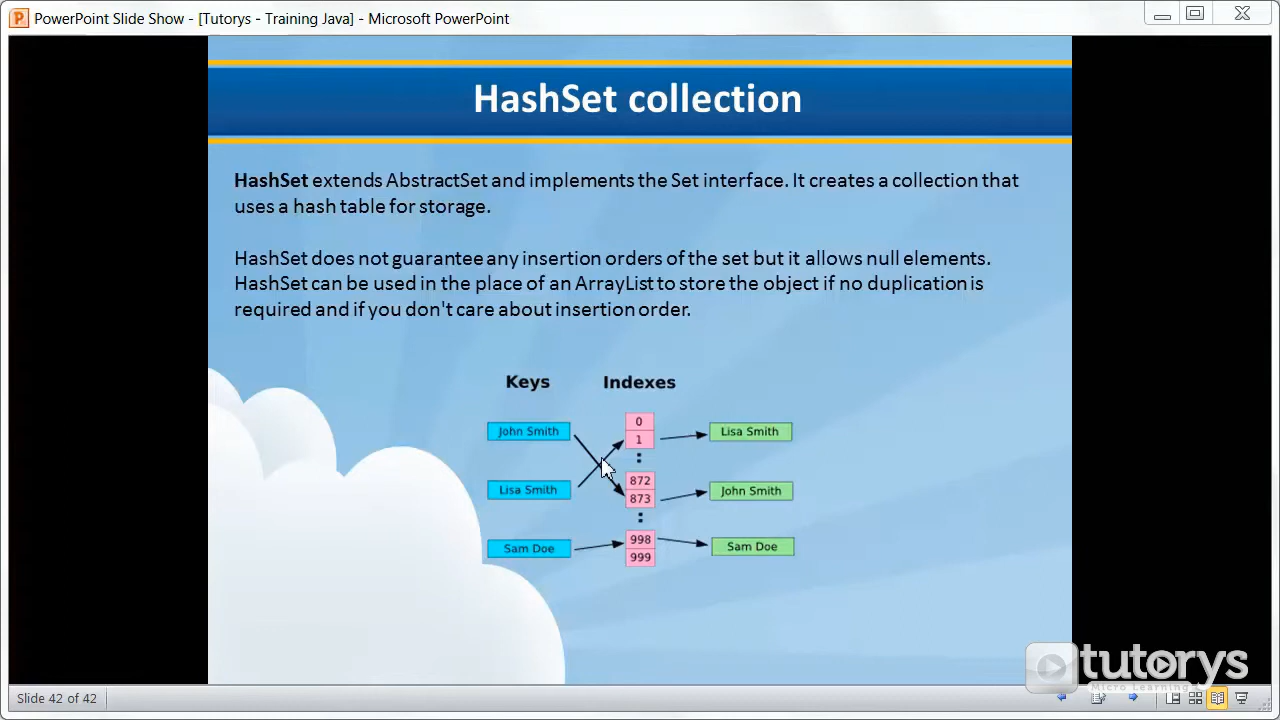 PowerPoint Slide Show - [Tutorys - Training Java] - Microsoft PowerPoint
HashSet collection
HashSet extends AbstractSet and implements the Set interface. It creates a collection that
uses a hash table for storage.
HashSet does not guarantee any insertion orders of the set but it allows null elements.
HashSet can be used in the place of an ArrayList to store the object if no duplication is
required and if you don't care about insertion order.
Keys Indexes
0
John Smith 1 Lisa Smith
872
Lisa Smith 873 John Smith
998
Sam Doe 999 Sam Doe
tutorys
Micro Learning
Slide 42 of 42